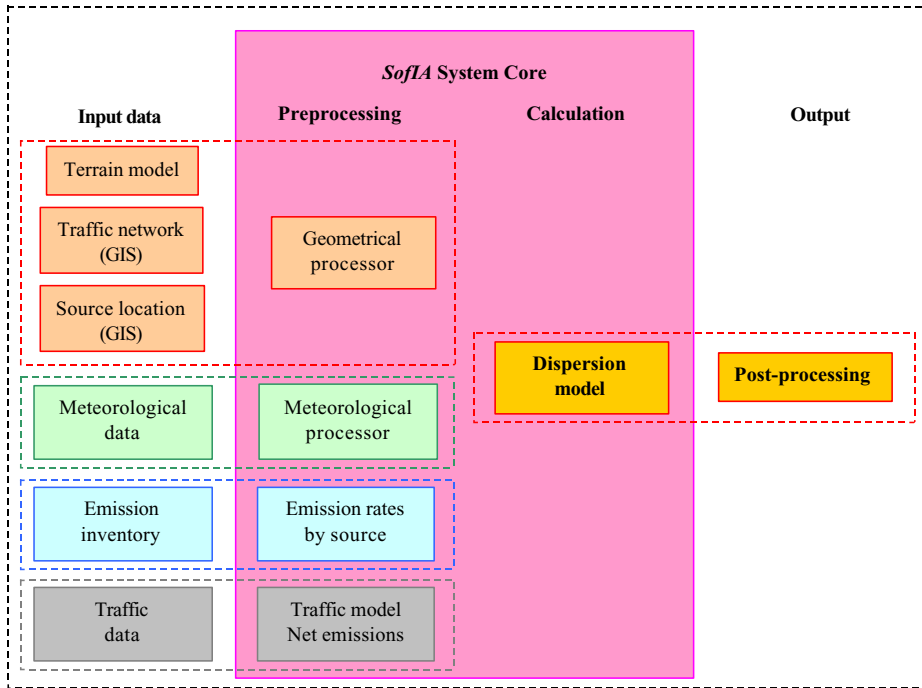 SofIA System Core
Input data
Preprocessing
Calculation
Output
Terrain model
Traffic network
(GIS)
Source location
(GIS)
Geometrical
processor
Dispersion
model
Post-processing
Meteorological
data
Meteorological
processor
Emission
inventory
Emission rates
by source
Traffic
data
Traffic model
Net emissions